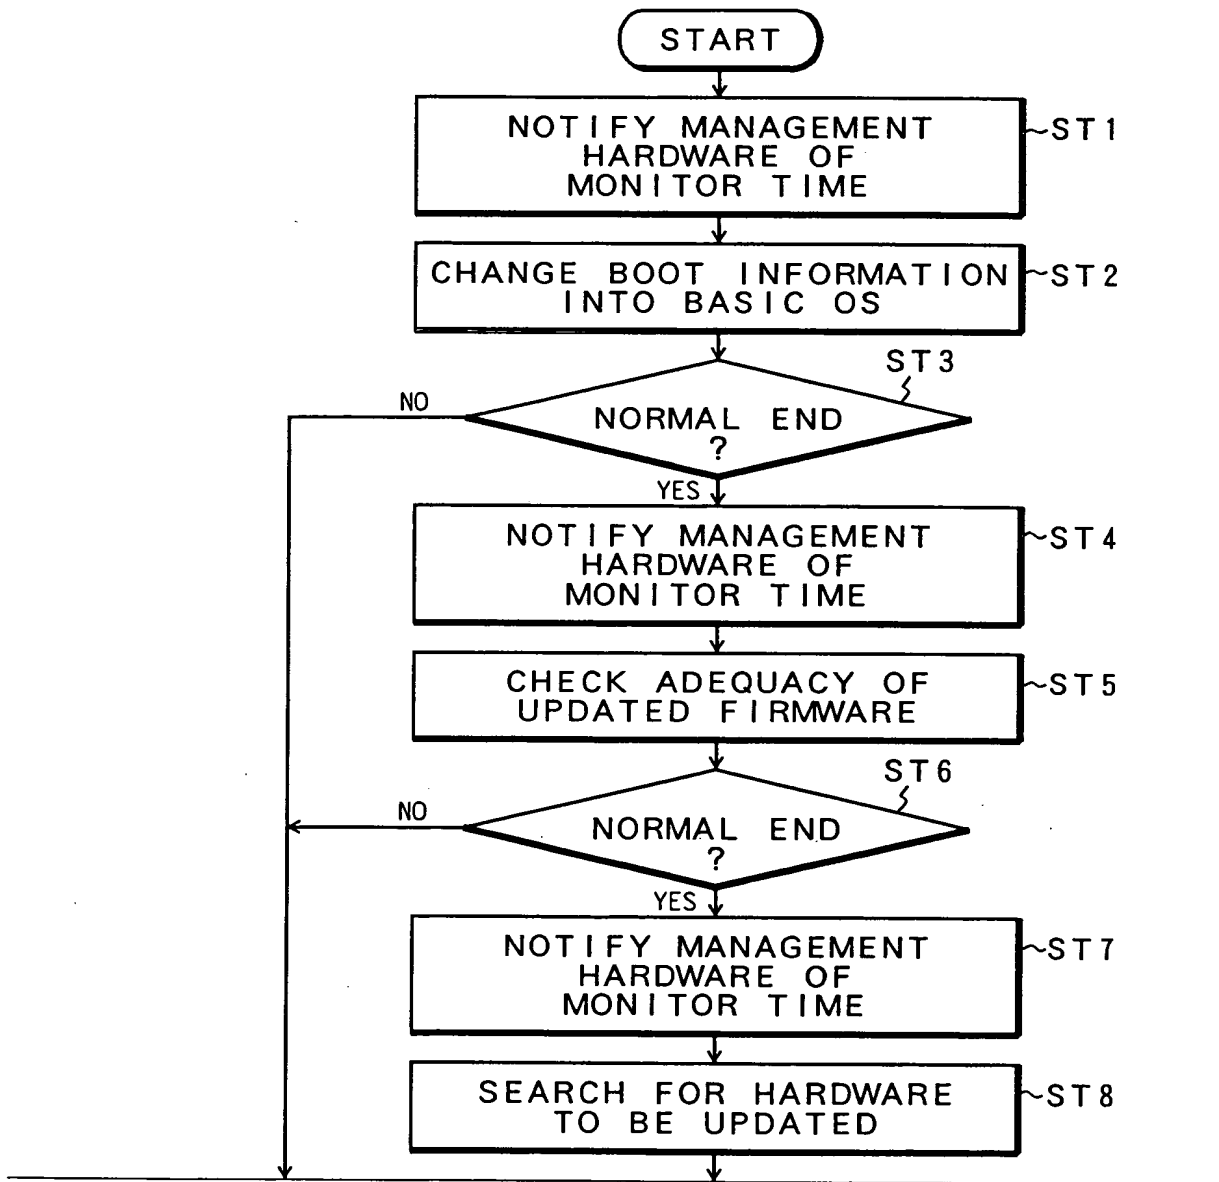 START
NOTIFY MANAGEMENT
HARDWARE OF
MONITOR TIME
ST1
CHANGE BOOT INFORMATION
INTO BASIC OS
ST2
ST3
NO
NORMAL END
?
YES
NOTIFY MANAGEMENT
HARDWARE OF
MONITOR TIME
ST4
CHECK ADEQUACY OF
UPDATED FIRMWARE
ST5
ST6
NO
NORMAL END
?
YES
NOTIFY MANAGEMENT
HARDWARE OF
MONITOR TIME
ST7
SEARCH FOR HARDWARE
TO BE UPDATED
ST8